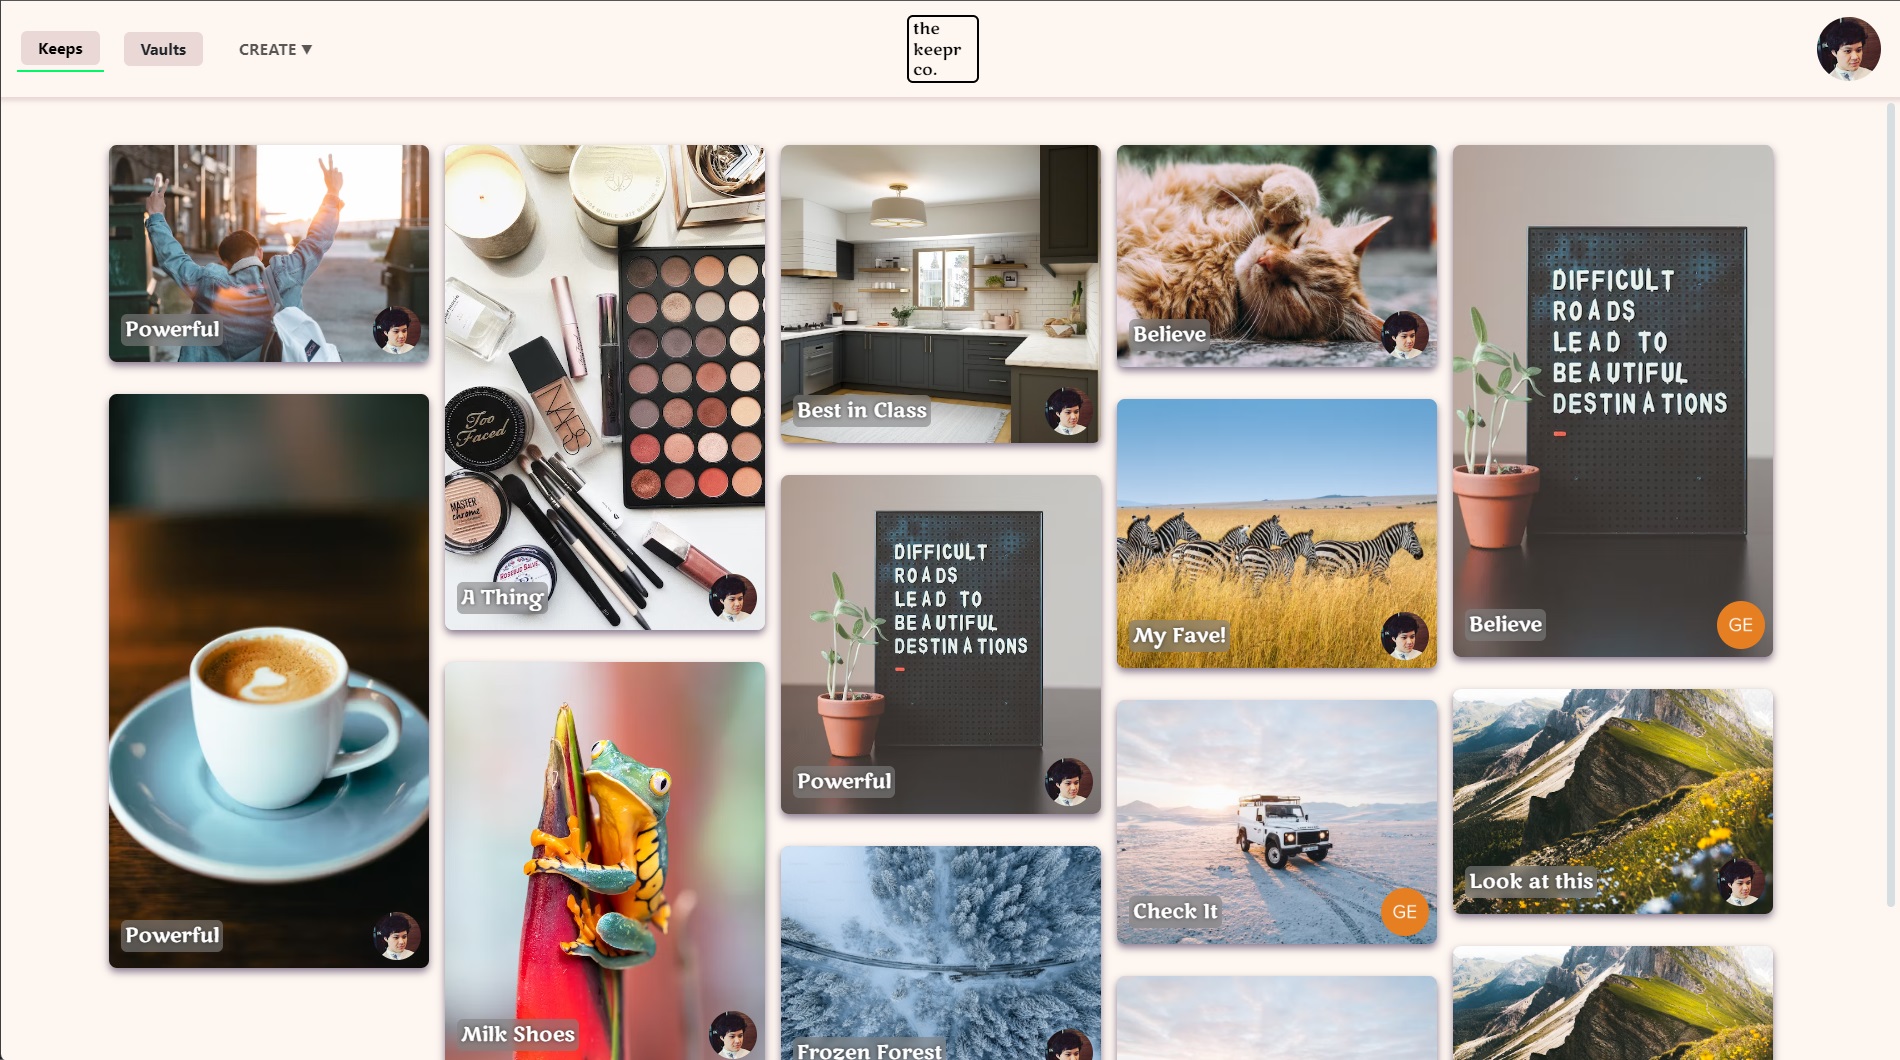 Keeps
Vaults
CREATE ▼
the
keepr
co.
Powerful
Powerful
A Thing
Too
Faced
NARS
MASTER
chrome
ROSEBUD SALVE
Milk Shoes
Best in Class
DIFFICULT
ROADS
LEAD TO
BEAUTIFUL
DESTINATIONS
Powerful
Frozen Forest
Believe
My Fave!
Check It
GE
DIFFICULT
ROADS
LEAD TO
BEAUTIFUL
DESTINATIONS
Believe
GE
Look at this